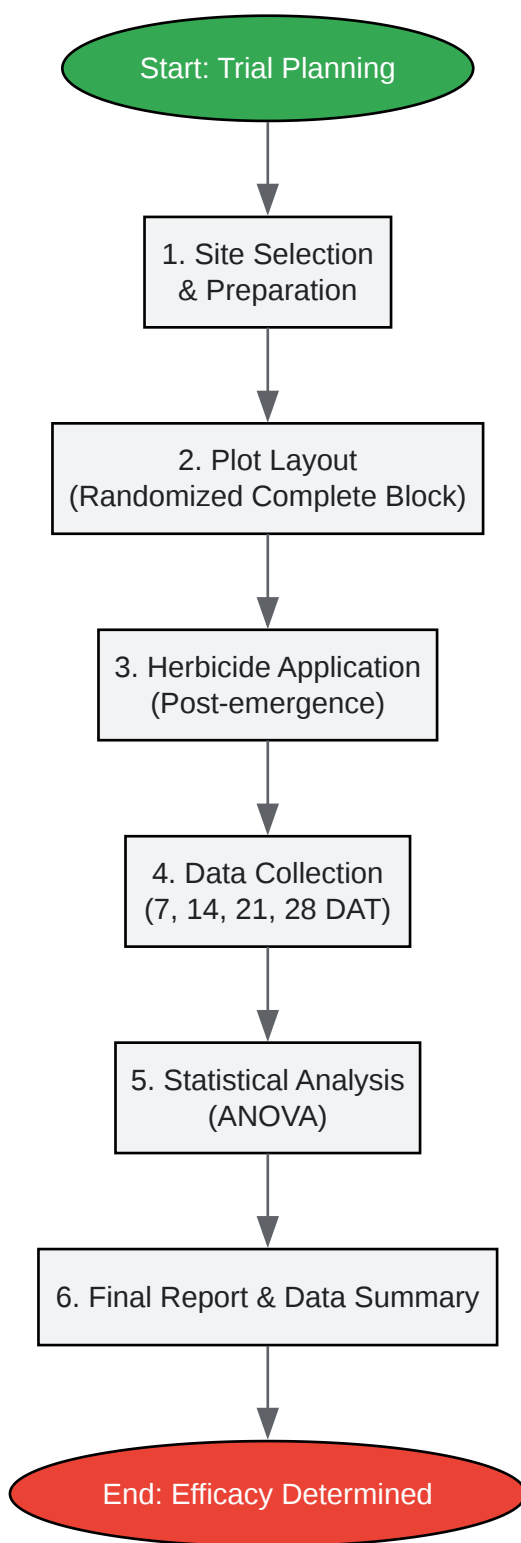 Start: Trial Planning
1. Site Selection
& Preparation
2. Plot Layout
(Randomized Complete Block)
3. Herbicide Application
(Post-emergence)
4. Data Collection
(7, 14, 21, 28 DAT)
5. Statistical Analysis
(ANOVA)
6. Final Report & Data Summary
End: Efficacy Determined